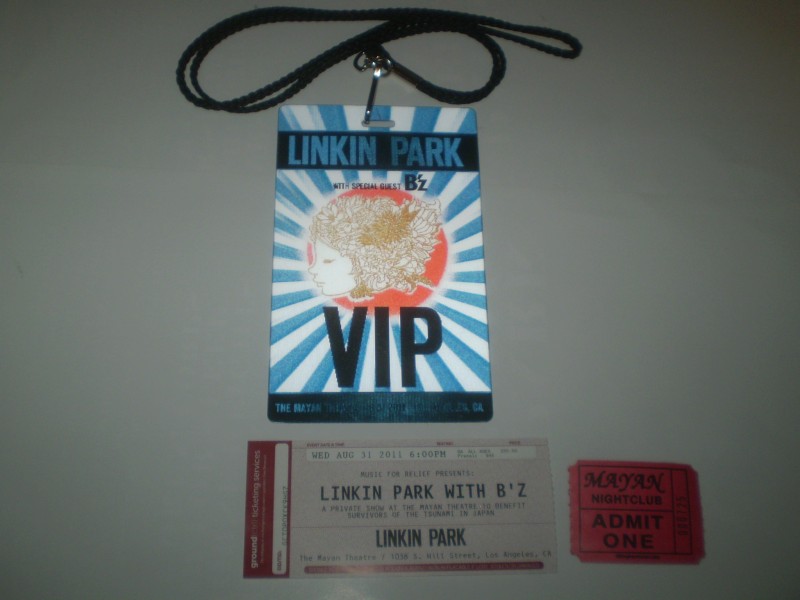 LINKIN PARK
WITH SPECIAL GUEST B'z
VIP
THE MAYAN CA
WED AUG 31 2011 6:00PM
MUSIC FOR RELIEF PRESENTS:
LINKIN PARK WITH B'Z
A PRIVATE SHOW AT THE MAYAN THEATRE TO BENEFIT
SURVIVORS OF THE TSUNAMI IN JAPAN
LINKIN PARK
The Mayan Theatre / 1038 S. Hill Street, Los Angeles, CA
ground ticketing services
MAYAN
NIGHTCLUB
ADMIT
ONE